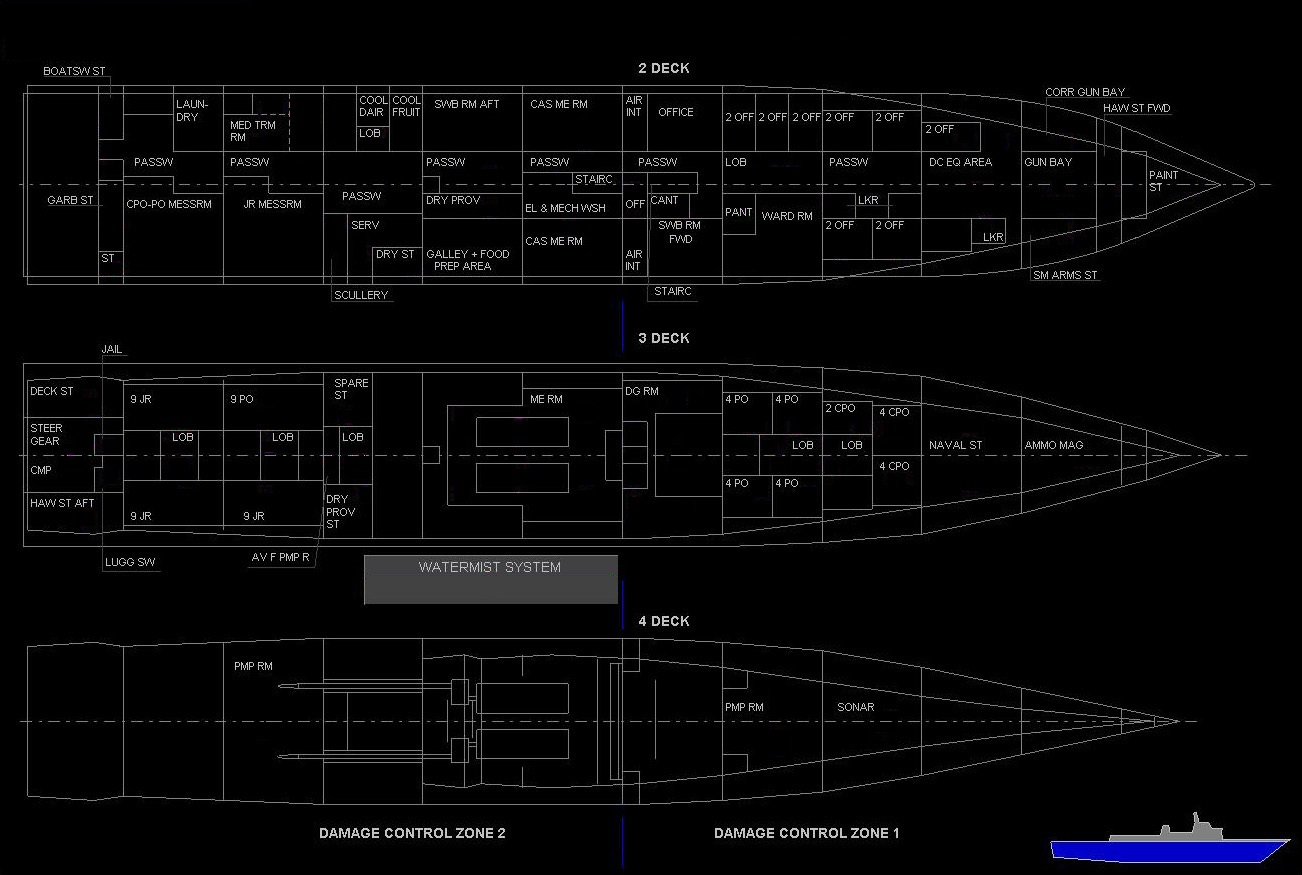 2 DECK
BOATSW ST
CORR GUN BAY
HAW ST FWD
LAUN-
DRY
MED TRM
RM
COOL
DAIR
COOL
FRUIT
LOB
SWB RM AFT
CAS ME RM
AIR
INT
OFFICE
2 OFF
2 OFF
2 OFF
2 OFF
2 OFF
2 OFF
PASSW
PASSW
PASSW
PASSW
PASSW
PASSW
LOB
PASSW
DC EQ AREA
GUN BAY
PAINT
ST
STAIRC
GARB ST
CPO-PO MESSRM
JR MESSRM
DRY PROV
EL & MECH WSH
OFF
CANT
PANT
WARD RM
LKR
SERV
SWB RM
FWD
2 OFF
2 OFF
LKR
ST
DRY ST
GALLEY + FOOD
PREP AREA
CAS ME RM
AIR
INT
SM ARMS ST
SCULLERY
STAIRC
3 DECK
JAIL
DECK ST
9 JR
9 PO
SPARE
ST
ME RM
DG RM
4 PO
4 PO
2 CPO
4 CPO
STEER
GEAR
LOB
LOB
LOB
LOB
LOB
NAVAL ST
AMMO MAG
CMP
4 CPO
4 PO
4 PO
HAW ST AFT
9 JR
9 JR
DRY
PROV
ST
LUGG SW
AV F PMP R
WATERMIST SYSTEM
4 DECK
PMP RM
PMP RM
SONAR
DAMAGE CONTROL ZONE 2
DAMAGE CONTROL ZONE 1